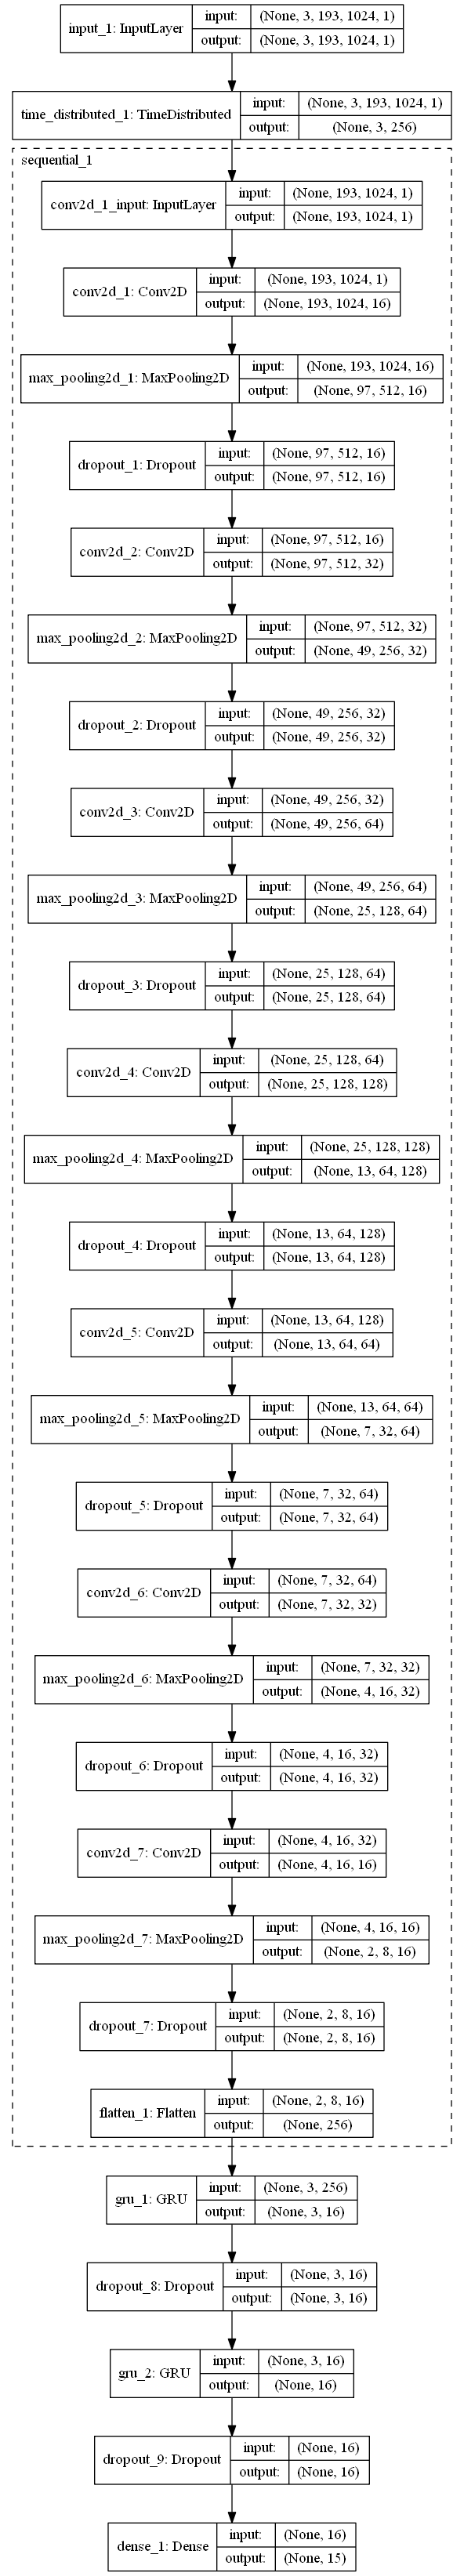 input_1: InputLayer
input: (None, 3, 193, 1024, 1)
output: (None, 3, 193, 1024, 1)
time_distributed_1: TimeDistributed
input: (None, 3, 193, 1024, 1)
output: (None, 3, 256)
sequential_1
conv2d_1_input: InputLayer
input: (None, 193, 1024, 1)
output: (None, 193, 1024, 1)
conv2d_1: Conv2D
input: (None, 193, 1024, 1)
output: (None, 193, 1024, 16)
max_pooling2d_1: MaxPooling2D
input: (None, 193, 1024, 16)
output: (None, 97, 512, 16)
dropout_1: Dropout
input: (None, 97, 512, 16)
output: (None, 97, 512, 16)
conv2d_2: Conv2D
input: (None, 97, 512, 16)
output: (None, 97, 512, 32)
max_pooling2d_2: MaxPooling2D
input: (None, 97, 512, 32)
output: (None, 49, 256, 32)
dropout_2: Dropout
input: (None, 49, 256, 32)
output: (None, 49, 256, 32)
conv2d_3: Conv2D
input: (None, 49, 256, 32)
output: (None, 49, 256, 64)
max_pooling2d_3: MaxPooling2D
input: (None, 49, 256, 64)
output: (None, 25, 128, 64)
dropout_3: Dropout
input: (None, 25, 128, 64)
output: (None, 25, 128, 64)
conv2d_4: Conv2D
input: (None, 25, 128, 64)
output: (None, 25, 128, 128)
max_pooling2d_4: MaxPooling2D
input: (None, 25, 128, 128)
output: (None, 13, 64, 128)
dropout_4: Dropout
input: (None, 13, 64, 128)
output: (None, 13, 64, 128)
conv2d_5: Conv2D
input: (None, 13, 64, 128)
output: (None, 13, 64, 64)
max_pooling2d_5: MaxPooling2D
input: (None, 13, 64, 64)
output: (None, 7, 32, 64)
dropout_5: Dropout
input: (None, 7, 32, 64)
output: (None, 7, 32, 64)
conv2d_6: Conv2D
input: (None, 7, 32, 64)
output: (None, 7, 32, 32)
max_pooling2d_6: MaxPooling2D
input: (None, 7, 32, 32)
output: (None, 4, 16, 32)
dropout_6: Dropout
input: (None, 4, 16, 32)
output: (None, 4, 16, 32)
conv2d_7: Conv2D
input: (None, 4, 16, 32)
output: (None, 4, 16, 16)
max_pooling2d_7: MaxPooling2D
input: (None, 4, 16, 16)
output: (None, 2, 8, 16)
dropout_7: Dropout
input: (None, 2, 8, 16)
output: (None, 2, 8, 16)
flatten_1: Flatten
input: (None, 2, 8, 16)
output: (None, 256)
gru_1: GRU
input: (None, 3, 256)
output: (None, 3, 16)
dropout_8: Dropout
input: (None, 3, 16)
output: (None, 3, 16)
gru_2: GRU
input: (None, 3, 16)
output: (None, 16)
dropout_9: Dropout
input: (None, 16)
output: (None, 16)
dense_1: Dense
input: (None, 16)
output: (None, 15)